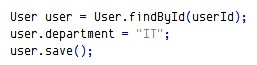 User user = User.findById(userId);
user.department = "IT";
user.save();